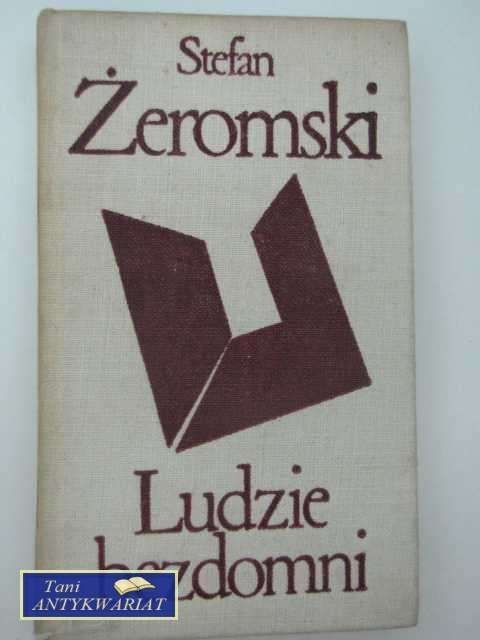 Stefan
Żeromski
Ludzie
bezdomni
Tani
ANTYKWARIAT